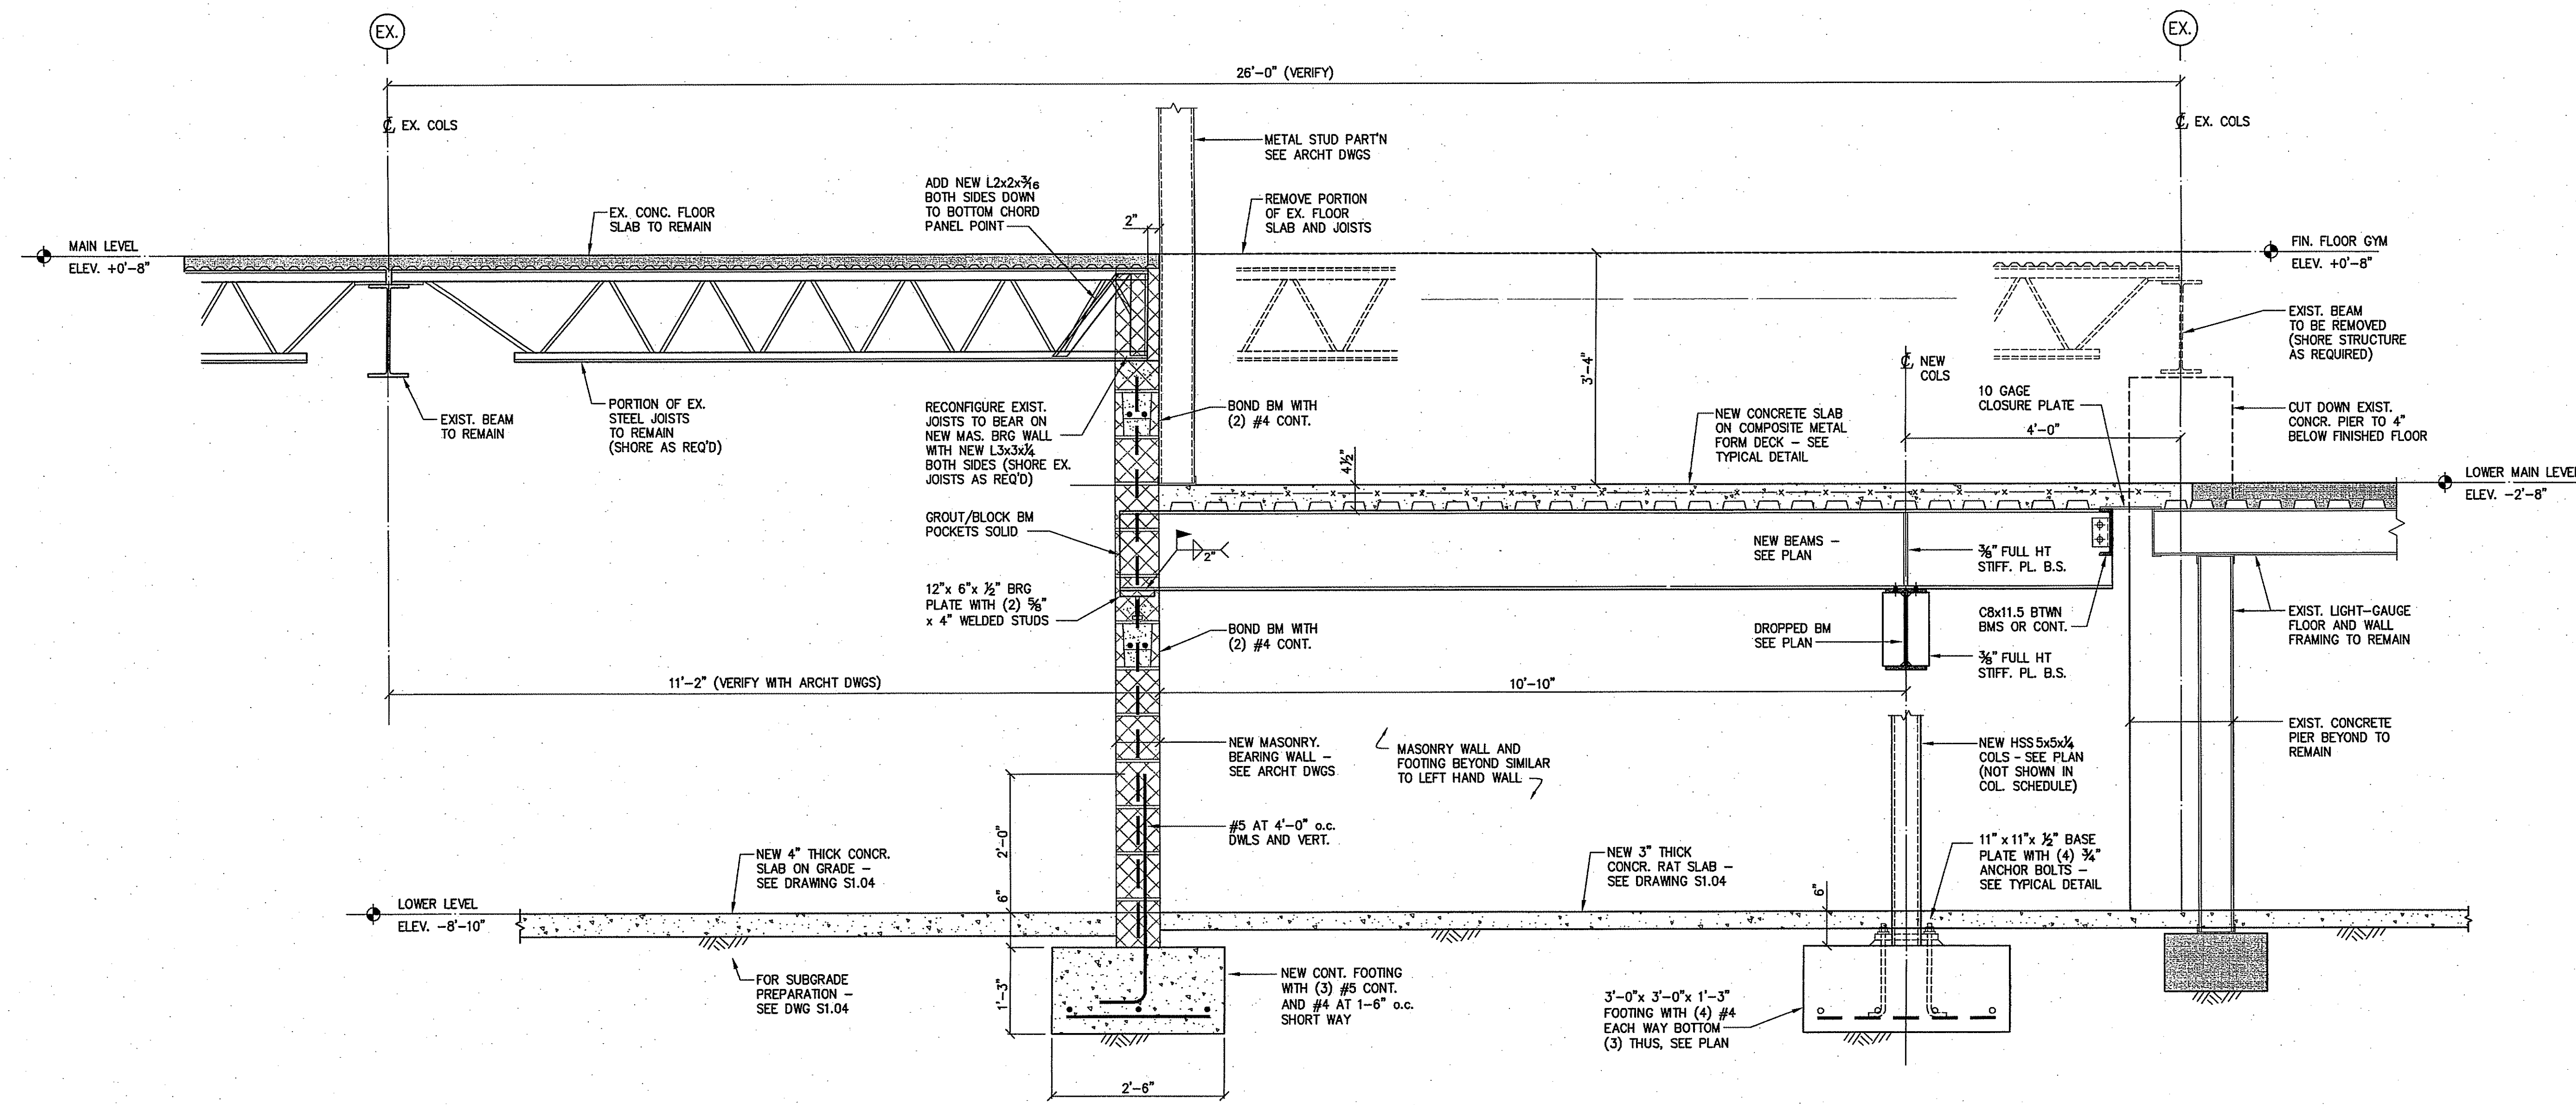 EX.
EX.
26'-0" (VERIFY)
℄ EX. COLS
℄ EX. COLS
METAL STUD PART'N
SEE ARCHT DWGS
ADD NEW L2x2x3/16
BOTH SIDES DOWN
TO BOTTOM CHORD
PANEL POINT
2"
EX. CONC. FLOOR
SLAB TO REMAIN
REMOVE PORTION
OF EX. FLOOR
SLAB AND JOISTS
MAIN LEVEL
ELEV. +0'-8"
FIN. FLOOR GYM
ELEV. +0'-8"
EXIST. BEAM
TO BE REMOVED
(SHORE STRUCTURE
AS REQUIRED)
3'-4"
℄ NEW
COLS
10 GAGE
CLOSURE PLATE
4'-0"
CUT DOWN EXIST.
CONCR. PIER TO 4"
BELOW FINISHED FLOOR
EXIST. BEAM
TO REMAIN
PORTION OF EX.
STEEL JOISTS
TO REMAIN
(SHORE AS REQ'D)
RECONFIGURE EXIST.
JOISTS TO BEAR ON
NEW MAS. BRG WALL
WITH NEW L3x3x1/4
BOTH SIDES (SHORE EX.
JOISTS AS REQ'D)
BOND BM WITH
(2) #4 CONT.
NEW CONCRETE SLAB
ON COMPOSITE METAL
FORM DECK – SEE
TYPICAL DETAIL
4½"
LOWER MAIN LEVEL
ELEV. -2'-8"
GROUT/BLOCK BM
POCKETS SOLID
2"
NEW BEAMS –
SEE PLAN
3/8" FULL HT
STIFF. PL. B.S.
12"x 6"x ½" BRG
PLATE WITH (2) 5/8"
x 4" WELDED STUDS
BOND BM WITH
(2) #4 CONT.
DROPPED BM
SEE PLAN
C8x11.5 BTWN
BMS OR CONT.
3/8" FULL HT
STIFF. PL. B.S.
EXIST. LIGHT-GAUGE
FLOOR AND WALL
FRAMING TO REMAIN
11'-2" (VERIFY WITH ARCHT DWGS)
10'-10"
NEW MASONRY.
BEARING WALL –
SEE ARCHT DWGS
MASONRY WALL AND
FOOTING BEYOND SIMILAR
TO LEFT HAND WALL
NEW HSS 5x5x1/4
COLS – SEE PLAN
(NOT SHOWN IN
COL. SCHEDULE)
EXIST. CONCRETE
PIER BEYOND TO
REMAIN
2'-0"
#5 AT 4'-0" o.c.
DWLS AND VERT.
NEW 4" THICK CONCR.
SLAB ON GRADE –
SEE DRAWING S1.04
NEW 3" THICK
CONCR. RAT SLAB –
SEE DRAWING S1.04
11" x 11"x ½" BASE
PLATE WITH (4) ¾"
ANCHOR BOLTS –
SEE TYPICAL DETAIL
6"
6"
LOWER LEVEL
ELEV. -8'-10"
FOR SUBGRADE
PREPARATION –
SEE DWG S1.04
1'-3"
NEW CONT. FOOTING
WITH (3) #5 CONT.
AND #4 AT 1-6" o.c.
SHORT WAY
3'-0"x 3'-0"x 1'-3"
FOOTING WITH (4) #4
EACH WAY BOTTOM
(3) THUS, SEE PLAN
2'-6"